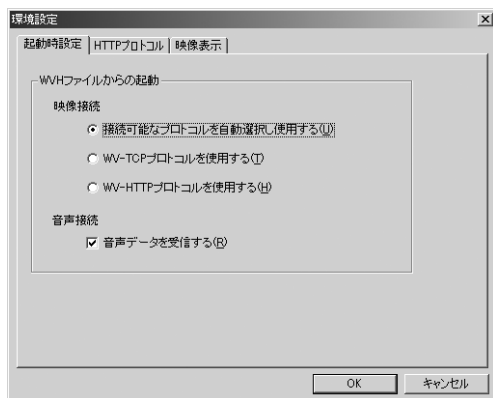 環境設定
起動時設定
HTTPプロトコル
映像表示
WVHファイルからの起動
映像接続
接続可能なプロトコルを自動選択し使用する(U)
WV-TCPプロトコルを使用する(T)
WV-HTTPプロトコルを使用する(H)
音声接続
音声データを受信する(R)
OK
キャンセル